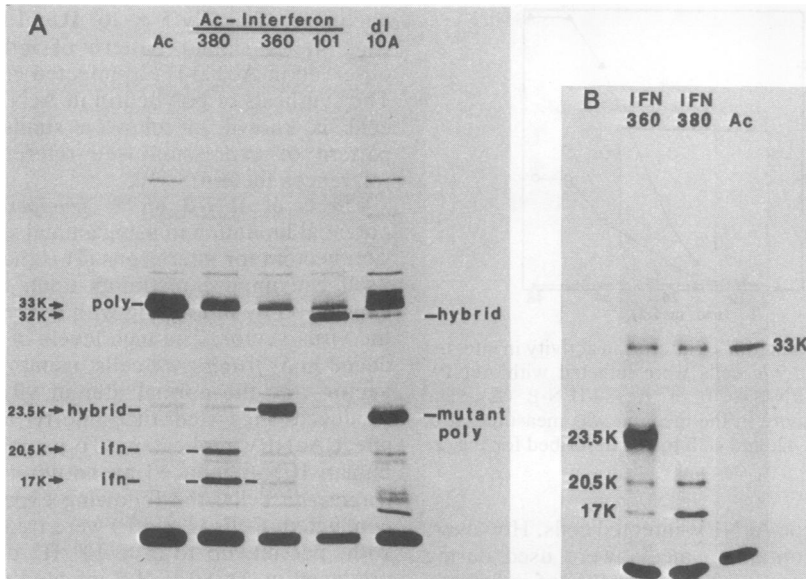 A
Ac-Interferon
Ac 380 360 101 dl 10A
33K poly
32K hybrid
23.5K hybrid mutant poly
20.5K ifn
17K ifn
B
IFN 360 IFN 380 Ac
33K
23.5K
20.5K
17K